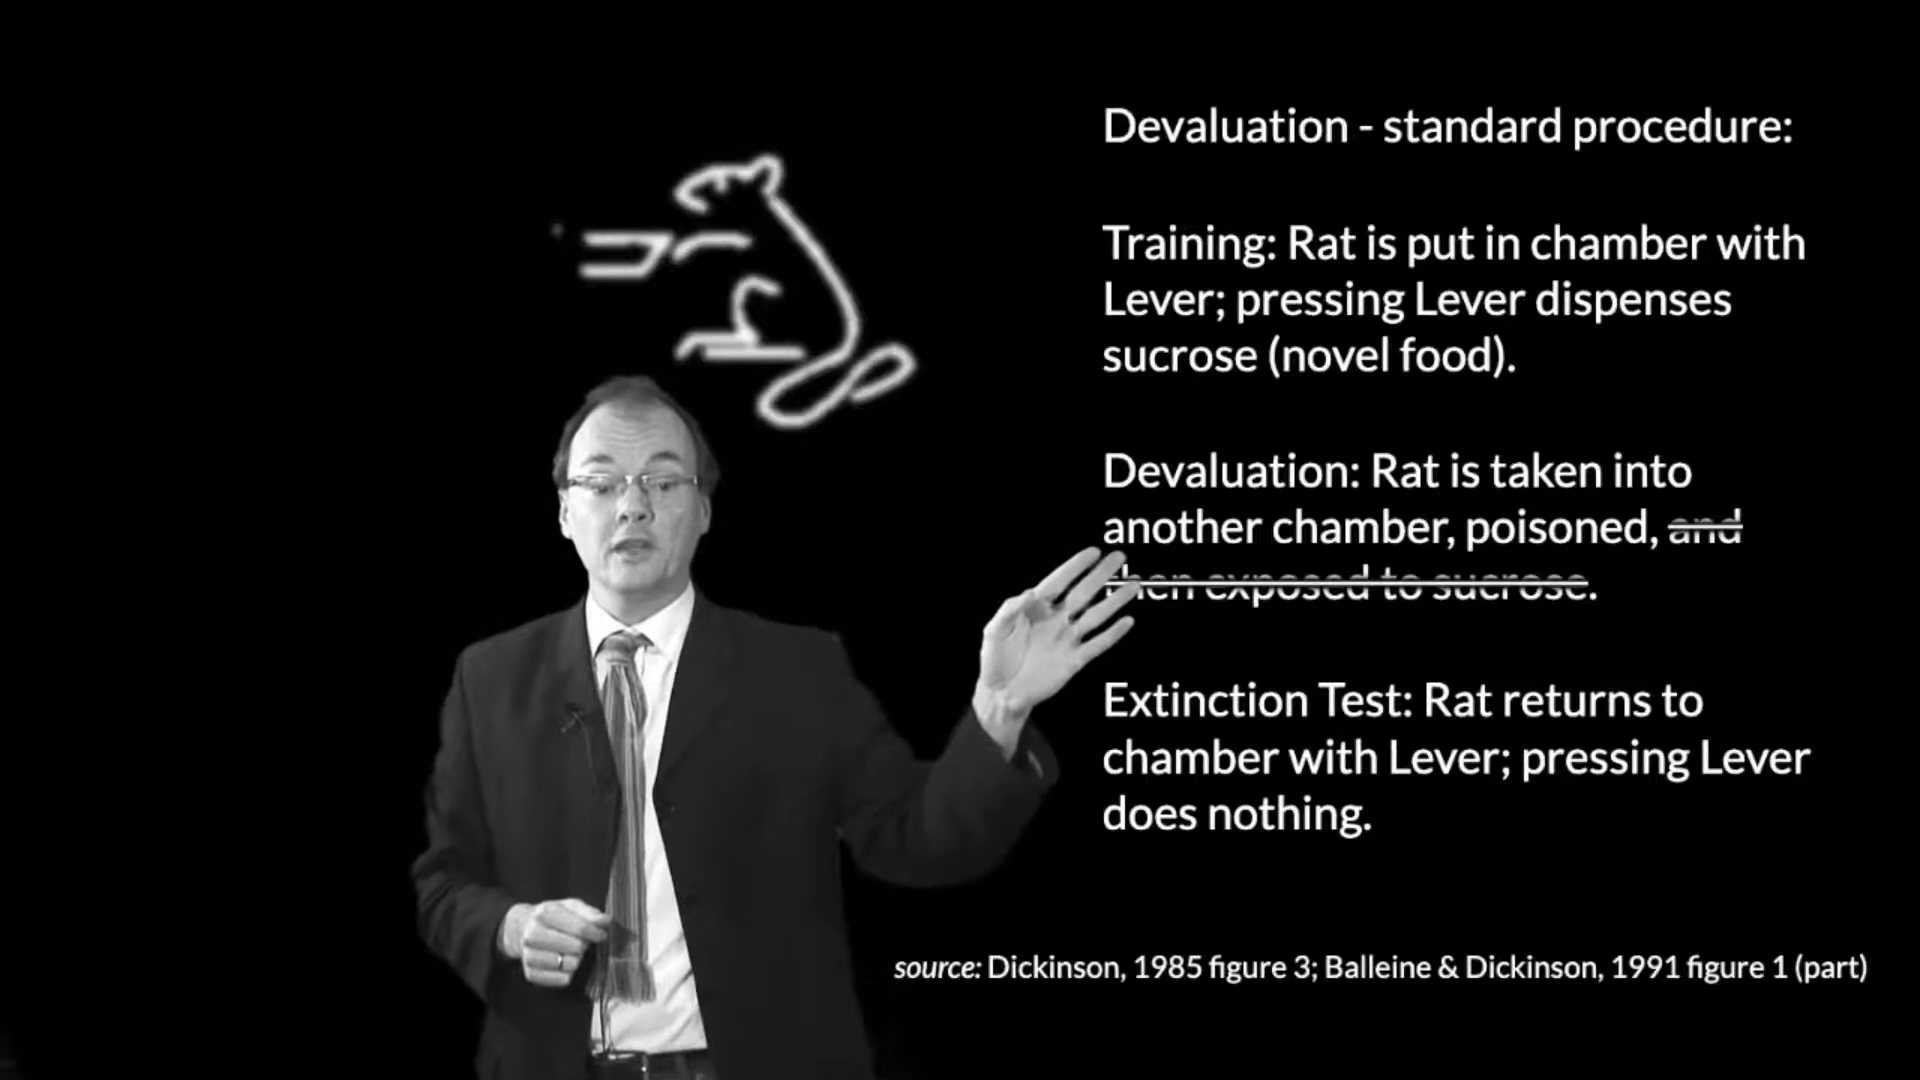 Devaluation - standard procedure:
Training: Rat is put in chamber with
Lever; pressing Lever dispenses
sucrose (novel food).
Devaluation: Rat is taken into
another chamber, poisoned, and
then exposed to sucrose.
Extinction Test: Rat returns to
chamber with Lever; pressing Lever
does nothing.
source: Dickinson, 1985 figure 3; Balleine & Dickinson, 1991 figure 1 (part)